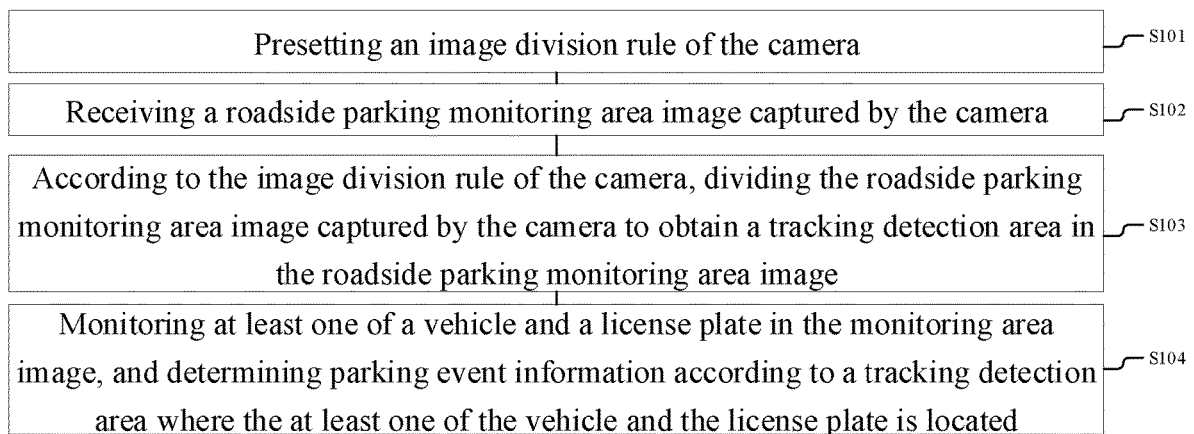 Presetting an image division rule of the camera
S101
Receiving a roadside parking monitoring area image captured by the camera
S102
According to the image division rule of the camera, dividing the roadside parking
monitoring area image captured by the camera to obtain a tracking detection area in
the roadside parking monitoring area image
S103
Monitoring at least one of a vehicle and a license plate in the monitoring area
image, and determining parking event information according to a tracking detection
area where the at least one of the vehicle and the license plate is located
S104